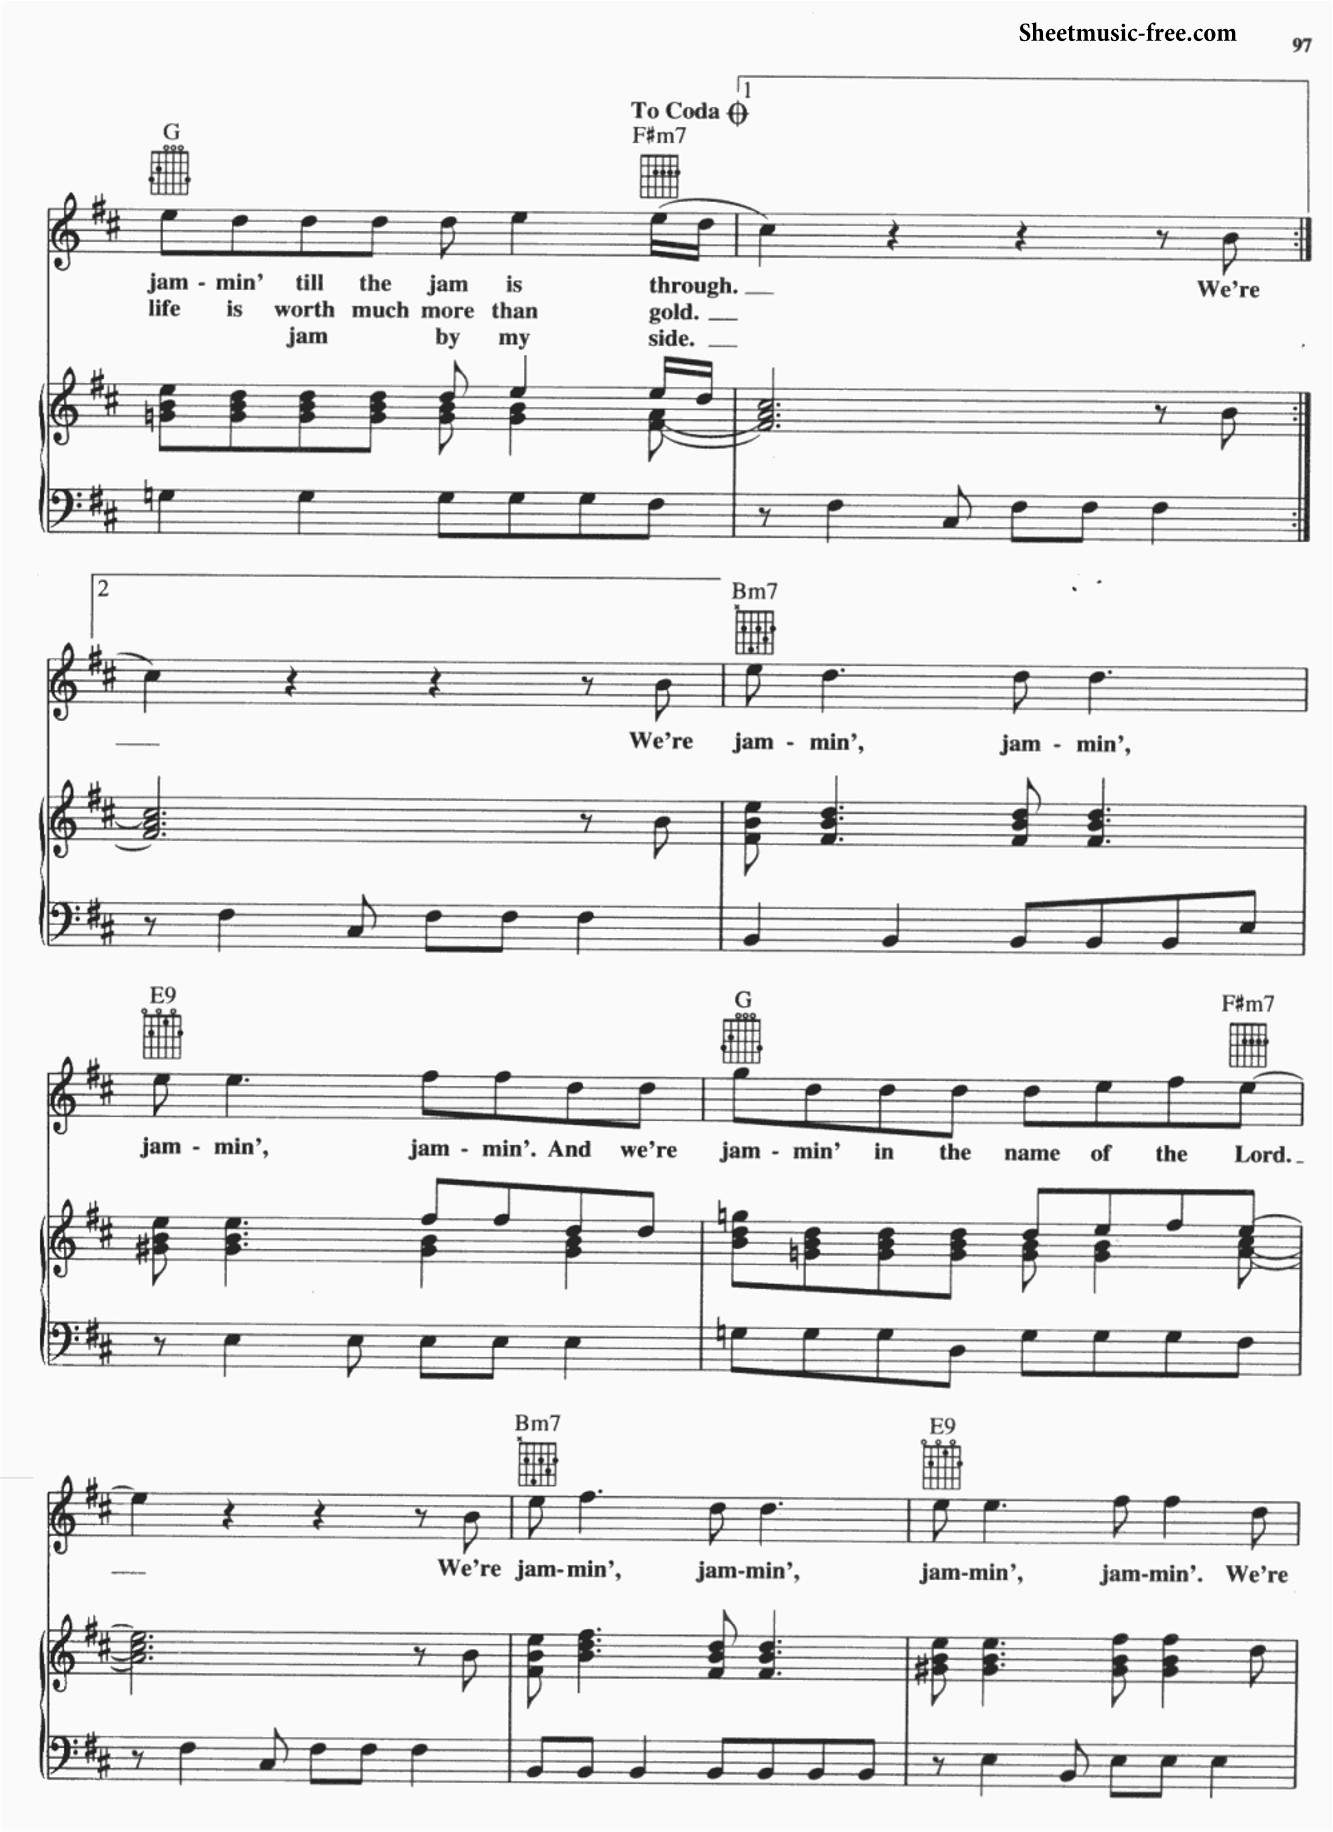 Sheetmusic-free.com
97
1
To Coda
G F#m7
jam - min' till the jam is through.
We're
life is worth much more than gold.
jam by my side.
2
Bm7
We're jam - min', jam - min',
E9 G F#m7
jam - min', jam - min'. And we're jam - min' in the name of the Lord.
Bm7 E9
We're jam-min', jam-min', jam-min', jam-min'. We're